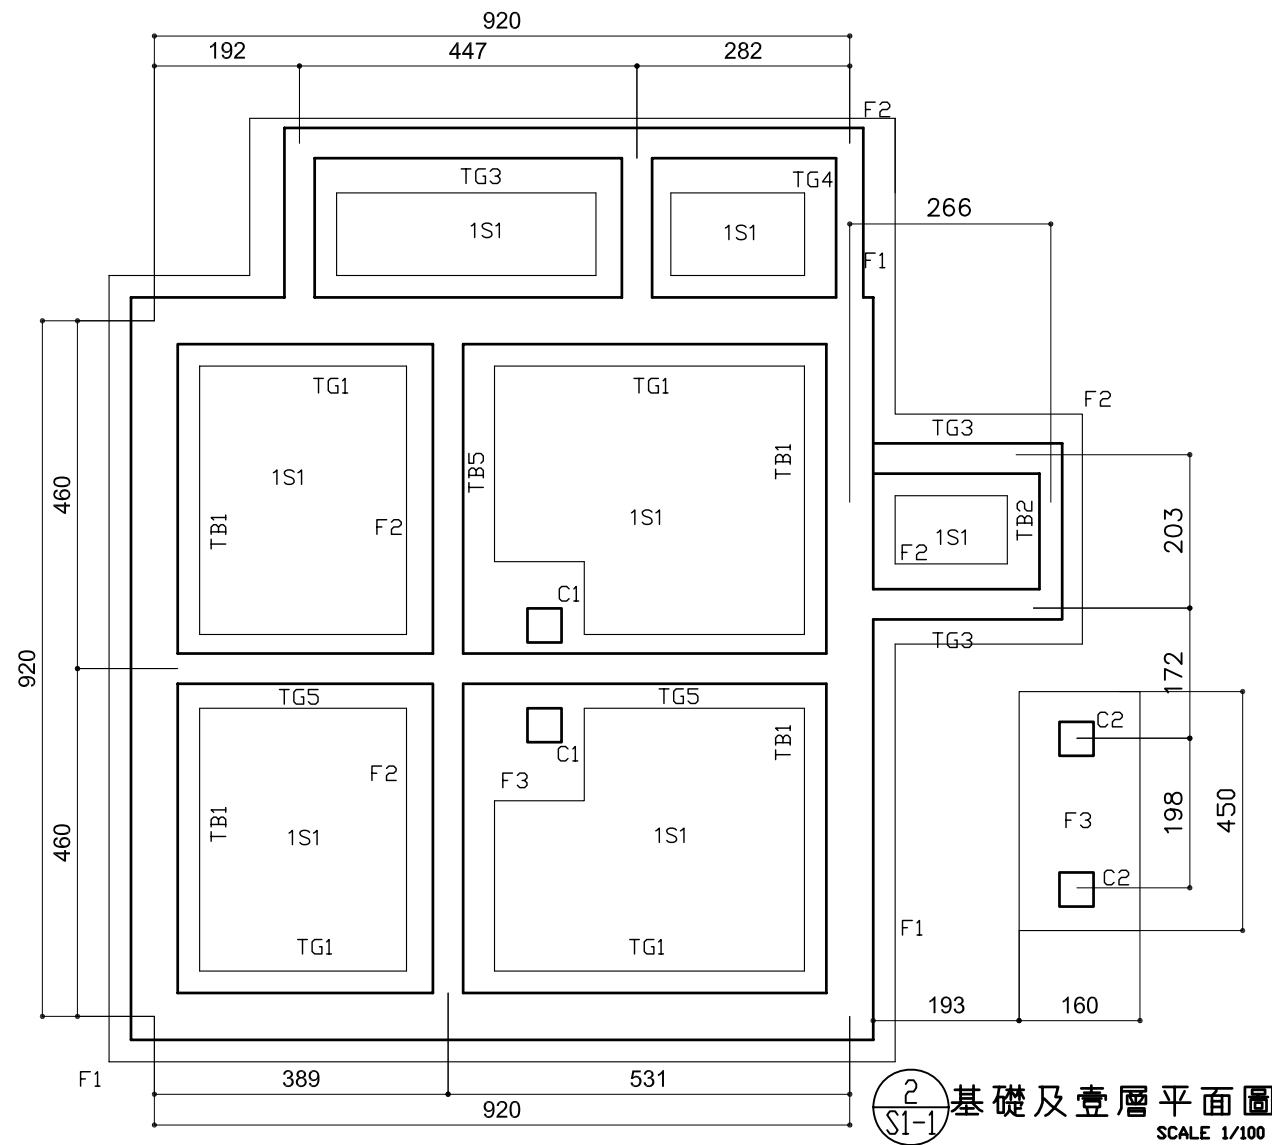 920
192 447 282
F2
TG3 TG4
1S1 1S1
266
F1
TG1 TG1
F2
TG3
460
TB5
TB1
1S1
1S1
TB1
F2
TB2
1S1
F2
203
C1
TG3
920
172
TG5 TG5
C2
C1
F2
F3
TB1
TB1
1S1 1S1
460
F3
198
450
C2
F1
TG1 TG1
193 160
F1
389 531
920
2
S1-1
基礎及壹層平面圖
SCALE 1/100